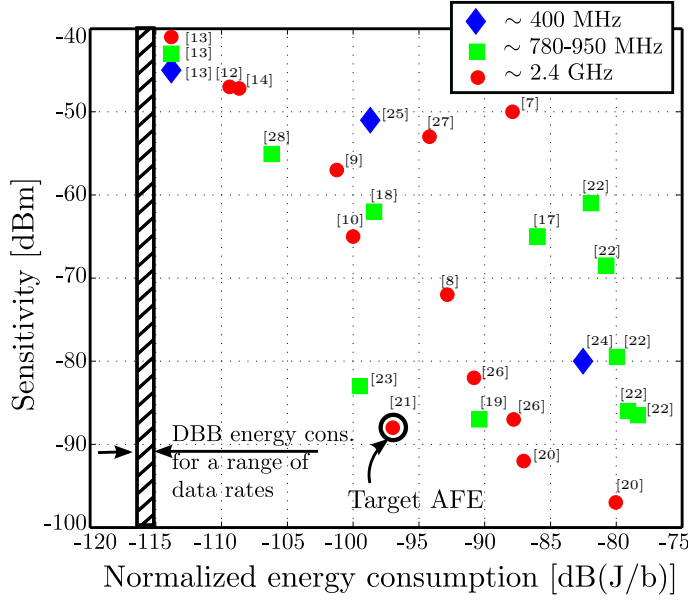 ~ 400 MHz
~ 780-950 MHz
~ 2.4 GHz
-40
-50
-60
-70
-80
-90
-100
Sensitivity [dBm]
[13]
[13]
[13] [12] [14]
[25]
[27]
[7]
[28]
[9]
[18]
[22]
[10]
[17]
[22]
[8]
[24] [22]
[23]
[21]
[26]
[19]
[26]
[22]
[22]
[20]
[20]
DBB energy cons.
for a range of
data rates
Target AFE
-120 -115 -110 -105 -100 -95 -90 -85 -80 -75
Normalized energy consumption [dB(J/b)]